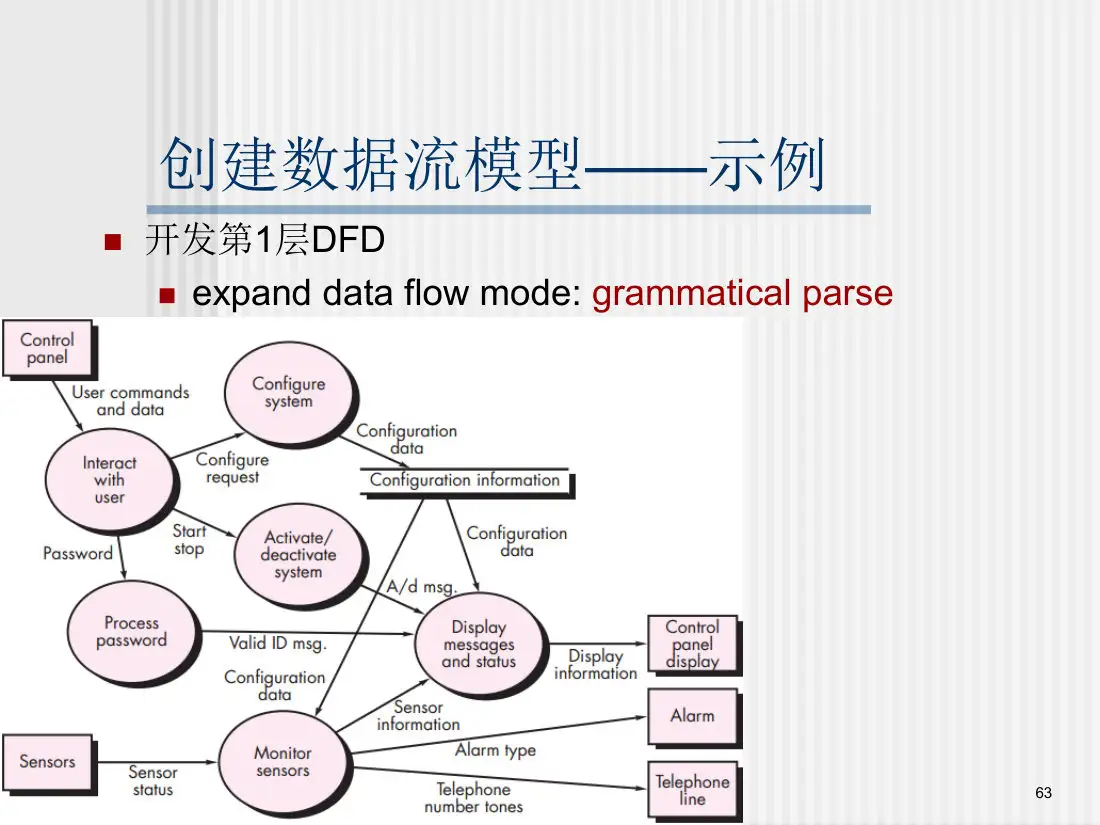 创建数据流模型——示例
开发第1层DFD
expand data flow mode: grammatical parse
Control
panel
User commands
and data
Configure
system
Interact
with
user
Configure
request
Configuration
data
Configuration information
Start
stop
Password
Activate/
deactivate
system
Configuration
data
A/d msg.
Process
password
Valid ID msg.
Display
messages
and status
Display
information
Control
panel
display
Configuration
data
Sensor
information
Alarm
Alarm type
Sensors
Sensor
status
Monitor
sensors
Telephone
number tones
Telephone
line
63